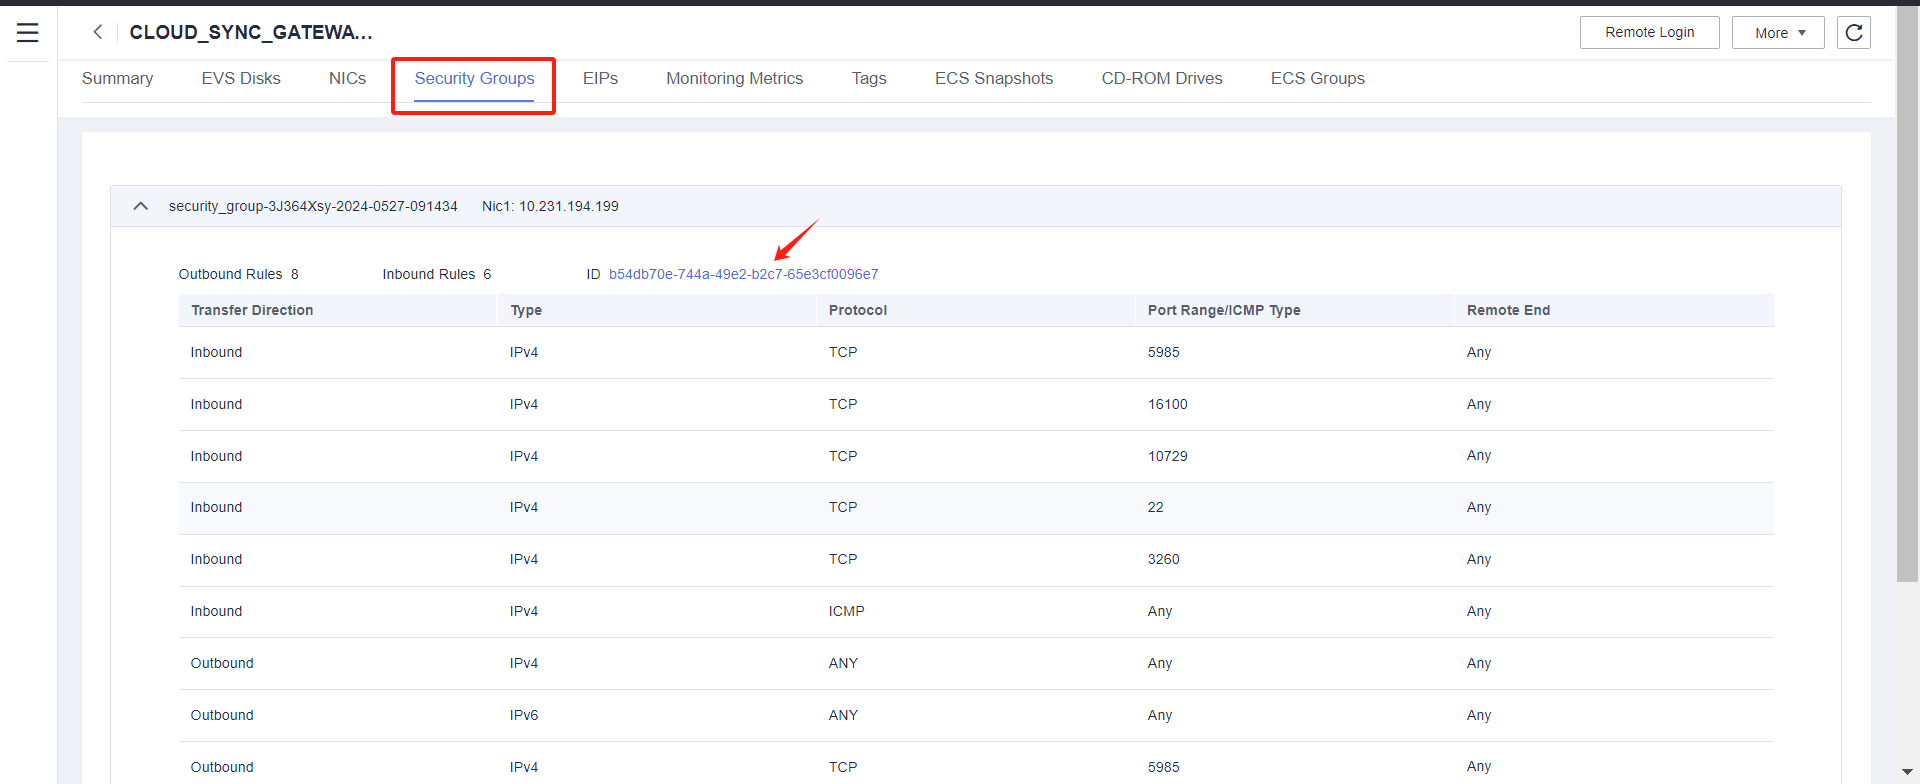 CLOUD_SYNC_GATEWA... Remote Login More
Summary EVS Disks NICs Security Groups EIPs Monitoring Metrics Tags ECS Snapshots CD-ROM Drives ECS Groups
security_group-3J364Xsy-2024-0527-091434 Nic1: 10.231.194.199
Outbound Rules 8 Inbound Rules 6 ID b54db70e-744a-49e2-b2c7-65e3cf0096e7
Transfer Direction Type Protocol Port Range/ICMP Type Remote End
Inbound IPv4 TCP 5985 Any
Inbound IPv4 TCP 16100 Any
Inbound IPv4 TCP 10729 Any
Inbound IPv4 TCP 22 Any
Inbound IPv4 TCP 3260 Any
Inbound IPv4 ICMP Any Any
Outbound IPv4 ANY Any Any
Outbound IPv6 ANY Any Any
Outbound IPv4 TCP 5985 Any